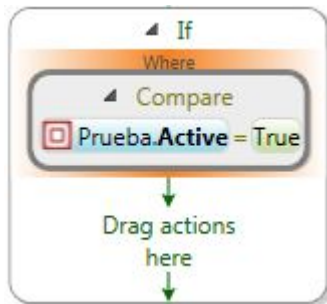 If
Where
Compare
Prueba.Active = True
Drag actions
here